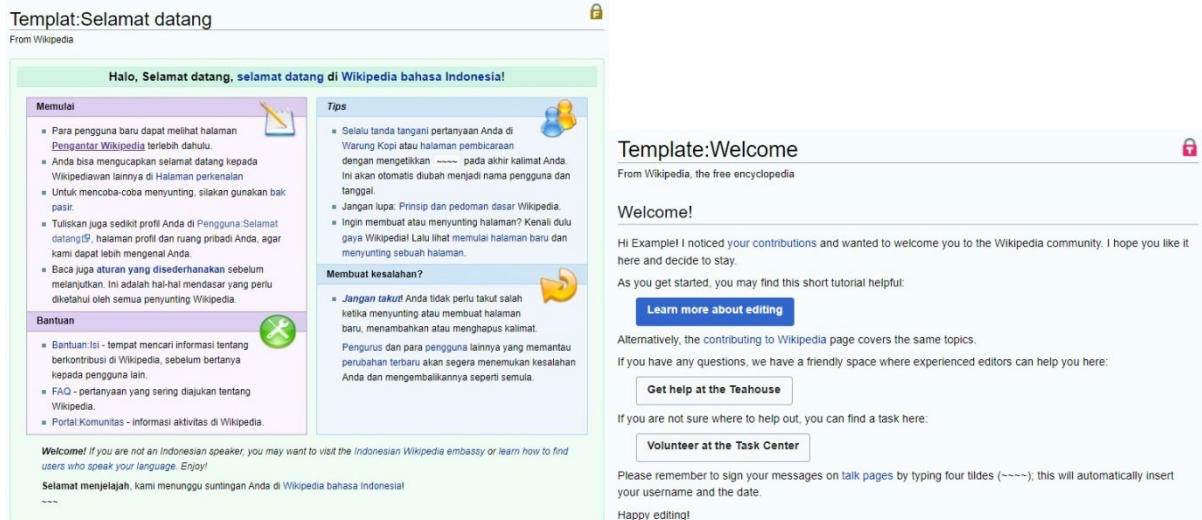 Templat:Selamat datang
From Wikipedia
Halo, Selamat datang, selamat datang di Wikipedia bahasa Indonesia!
Memulai
Para pengguna baru dapat melihat halaman
Pengantar Wikipedia terlebih dahulu.
Anda bisa mengucapkan selamat datang kepada
Wikipediawan lainnya di Halaman perkenalan
Untuk mencoba-coba menyunting, silakan gunakan bak
pasir.
Tuliskan juga sedikit profil Anda di Pengguna:Selamat
datang, halaman profil dan ruang pribadi Anda, agar
kami dapat lebih mengenal Anda.
Baca juga aturan yang disederhanakan sebelum
melanjutkan. Ini adalah hal-hal mendasar yang perlu
diketahui oleh semua penyunting Wikipedia.
Bantuan
Bantuan:Isi - tempat mencari informasi tentang
berkontribusi di Wikipedia, sebelum bertanya
kepada pengguna lain.
FAQ - pertanyaan yang sering diajukan tentang
Wikipedia.
Portal:Komunitas - informasi aktivitas di Wikipedia.
Tips
Selalu tanda tangani pertanyaan Anda di
Warung Kopi atau halaman pembicaraan
dengan mengetikkan ~~~~ pada akhir kalimat Anda.
Ini akan otomatis diubah menjadi nama pengguna dan
tanggal.
Jangan lupa: Prinsip dan pedoman dasar Wikipedia.
Ingin membuat atau menyunting halaman? Kenali dulu
gaya Wikipedia! Lalu lihat memulai halaman baru dan
menyunting sebuah halaman.
Membuat kesalahan?
Jangan takut! Anda tidak perlu takut salah
ketika menyunting atau membuat halaman
baru, menambahkan atau menghapus kalimat.
Pengurus dan para pengguna lainnya yang memantau
perubahan terbaru akan segera menemukan kesalahan
Anda dan mengembalikannya seperti semula.
Welcome! If you are not an Indonesian speaker, you may want to visit the Indonesian Wikipedia embassy or learn how to find
users who speak your language. Enjoy!
Selamat menjelajah, kami menunggu suntingan Anda di Wikipedia bahasa Indonesia!
~~~
Template:Welcome
From Wikipedia, the free encyclopedia
Welcome!
Hi Example! I noticed your contributions and wanted to welcome you to the Wikipedia community. I hope you like it
here and decide to stay.
As you get started, you may find this short tutorial helpful:
Learn more about editing
Alternatively, the contributing to Wikipedia page covers the same topics.
If you have any questions, we have a friendly space where experienced editors can help you here:
Get help at the Teahouse
If you are not sure where to help out, you can find a task here:
Volunteer at the Task Center
Please remember to sign your messages on talk pages by typing four tildes (~~~~); this will automatically insert
your username and the date.
Happy editing!